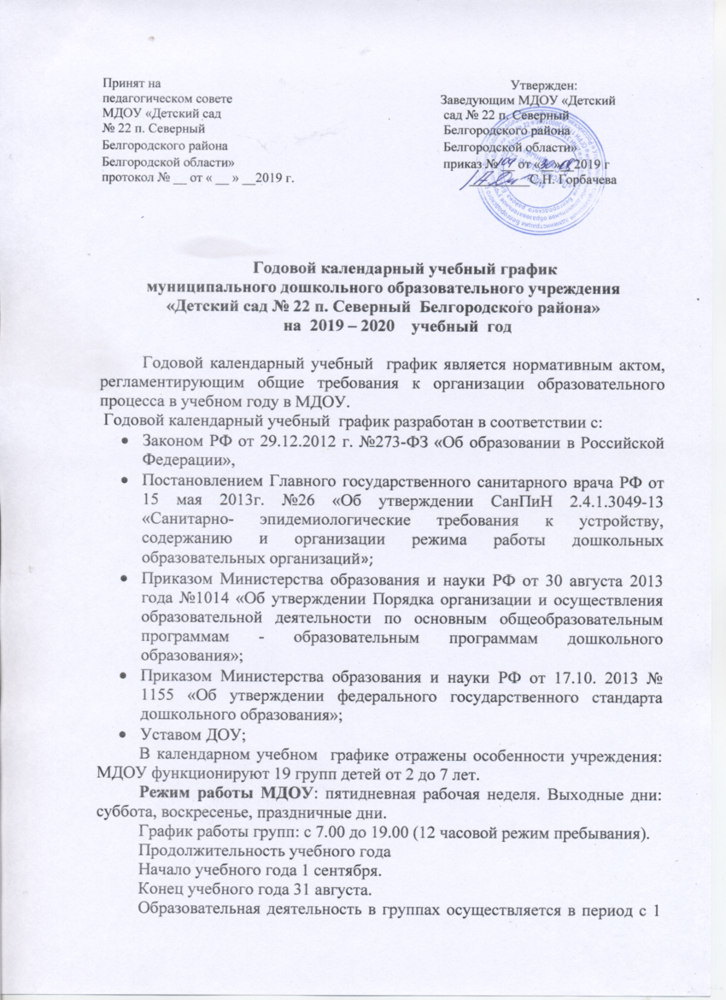 Принят на
педагогическом совете
МДОУ «Детский сад
№ 22 п. Северный
Белгородского района
Белгородской области»
протокол № __ от « __ » __2019 г.
Утвержден:
Заведующим МДОУ «Детский
сад № 22 п. Северный
Белгородского района
Белгородской области»
приказ № от «30» 08 2019 г
С.Н. Горбачева
Годовой календарный учебный график
муниципального дошкольного образовательного учреждения
«Детский сад № 22 п. Северный Белгородского района»
на 2019 – 2020 учебный год
Годовой календарный учебный график является нормативным актом,
регламентирующим общие требования к организации образовательного
процесса в учебном году в МДОУ.
Годовой календарный учебный график разработан в соответствии с:
• Законом РФ от 29.12.2012 г. №273-ФЗ «Об образовании в Российской
Федерации»,
• Постановлением Главного государственного санитарного врача РФ от
15 мая 2013г. №26 «Об утверждении СанПиН 2.4.1.3049-13
«Санитарно- эпидемиологические требования к устройству,
содержанию и организации режима работы дошкольных
образовательных организаций»;
• Приказом Министерства образования и науки РФ от 30 августа 2013
года №1014 «Об утверждении Порядка организации и осуществления
образовательной деятельности по основным общеобразовательным
программам - образовательным программам дошкольного
образования»;
• Приказом Министерства образования и науки РФ от 17.10. 2013 №
1155 «Об утверждении федерального государственного стандарта
дошкольного образования»;
• Уставом ДОУ;
В календарном учебном графике отражены особенности учреждения:
МДОУ функционируют 19 групп детей от 2 до 7 лет.
Режим работы МДОУ: пятидневная рабочая неделя. Выходные дни:
суббота, воскресенье, праздничные дни.
График работы групп: с 7.00 до 19.00 (12 часовой режим пребывания).
Продолжительность учебного года
Начало учебного года 1 сентября.
Конец учебного года 31 августа.
Образовательная деятельность в группах осуществляется в период с 1